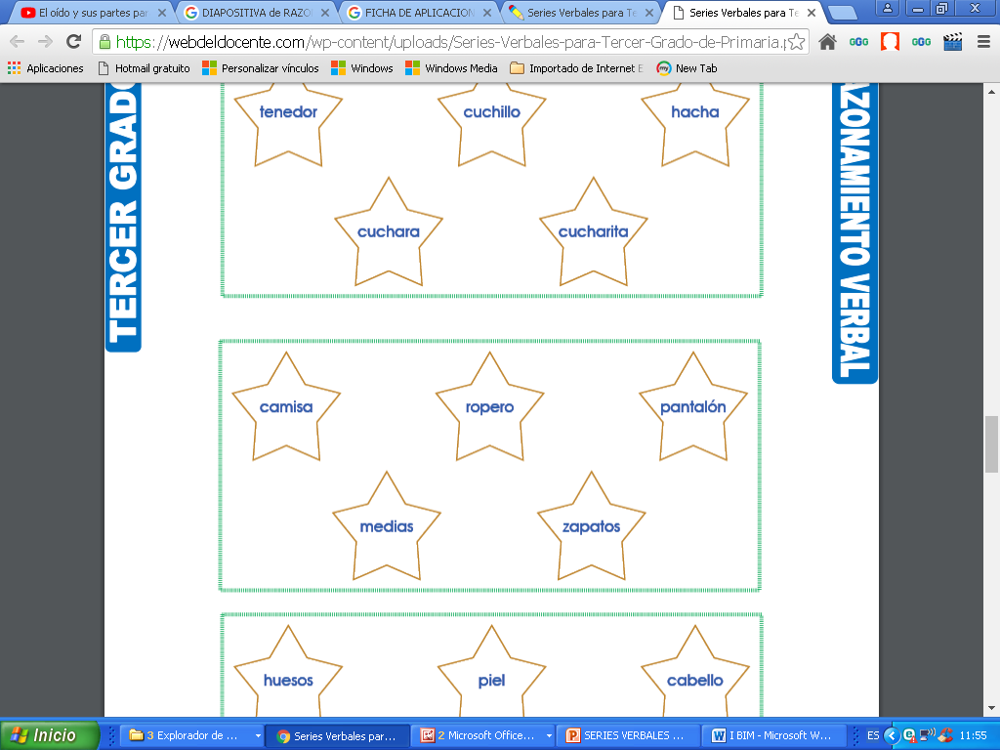 El oído y sus partes par
DIAPOSITIVA de RAZO
FICHA DE APLICACION
Series Verbales para Te
Series Verbales para Te
https://webdeldocente.com/wp-content/uploads/Series-Verbales-para-Tercer-Grado-de-Primaria.p
Aplicaciones
Hotmail gratuito
Personalizar vínculos
Windows
Windows Media
Importado de Internet E
New Tab
TERCER GRADO
AZONAMIENTO VERBAL
tenedor
cuchillo
hacha
cuchara
cucharita
camisa
ropero
pantalón
medias
zapatos
huesos
piel
cabello
Inicio
3 Explorador de ...
Series Verbales par...
2 Microsoft Office...
SERIES VERBALES ...
I BIM - Microsoft W...
ES
11:55